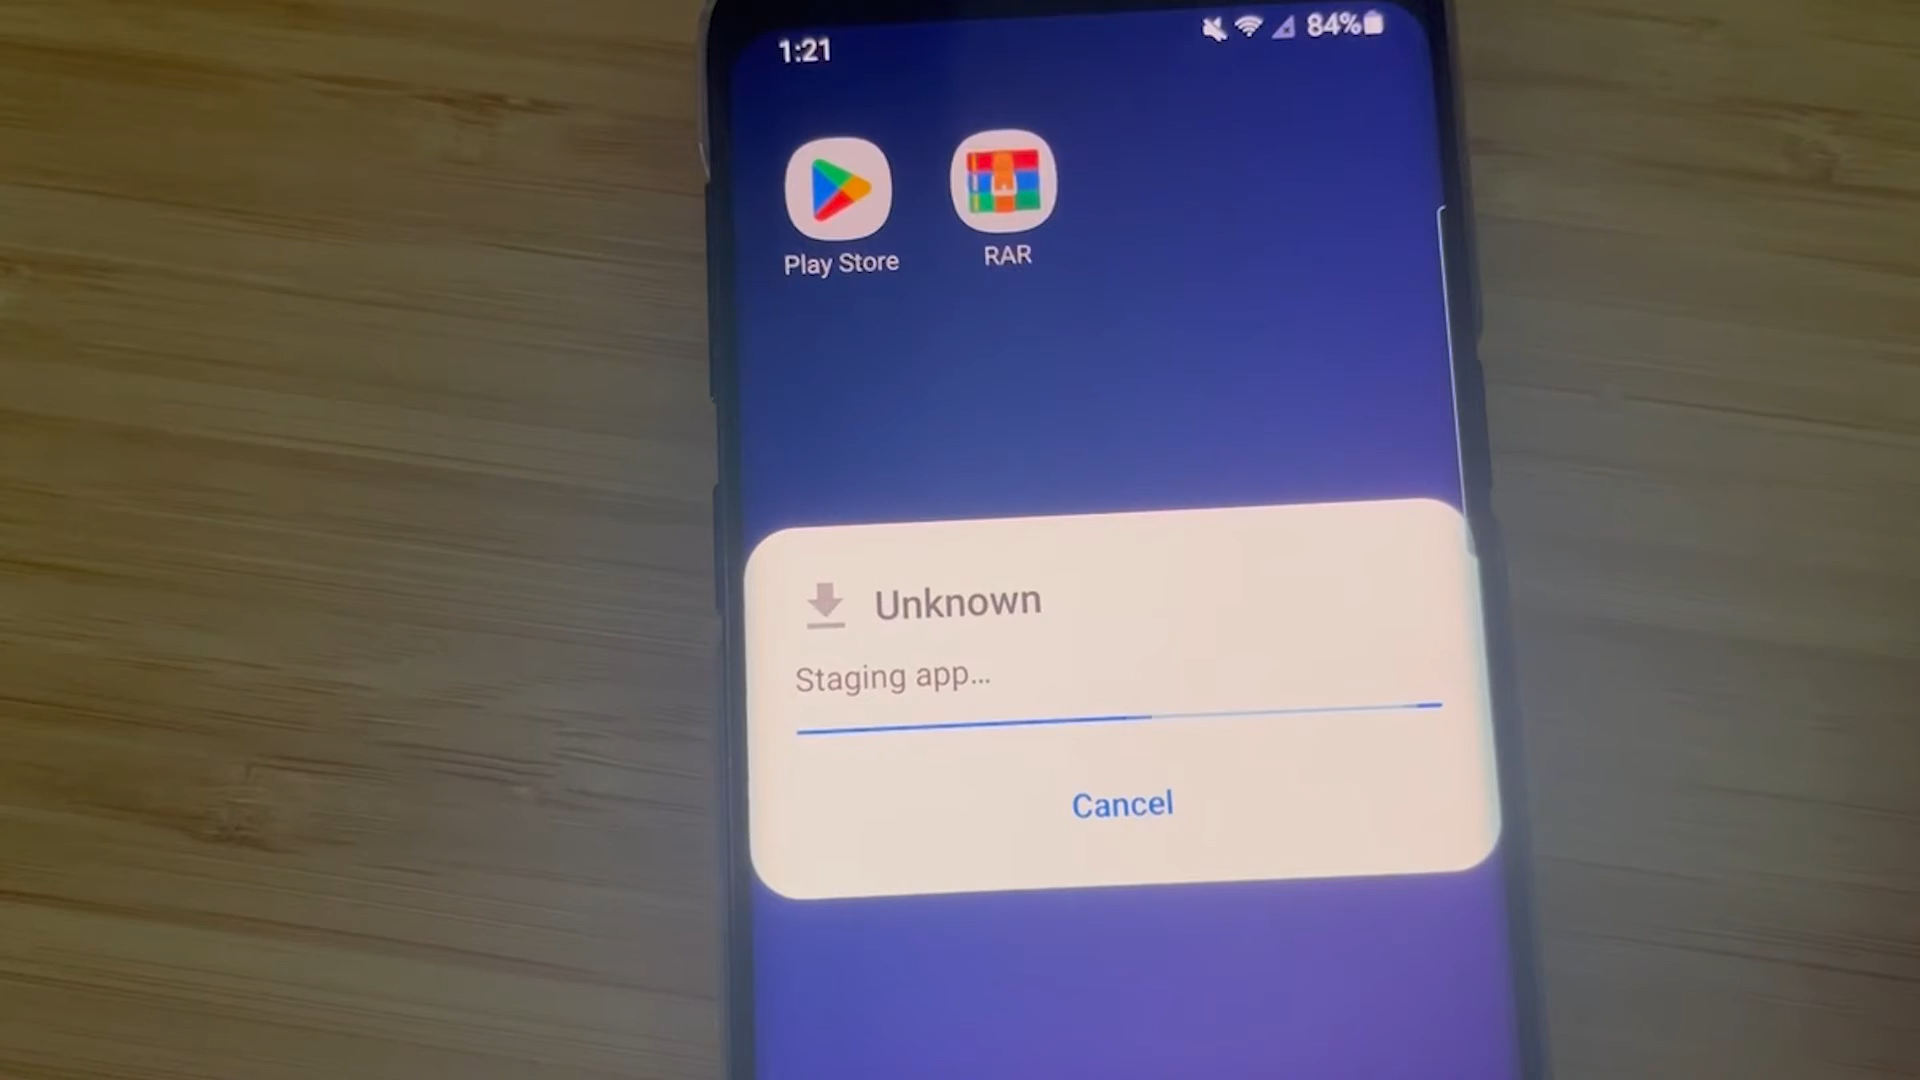 1:21
84%
Play Store
RAR
Unknown
Staging app...
Cancel